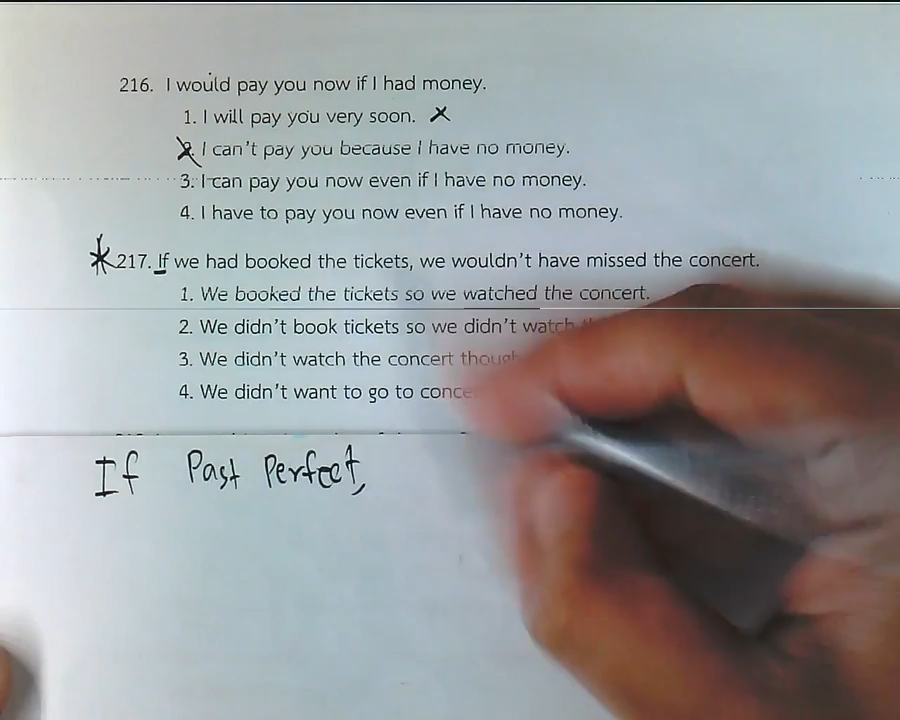 216. I would pay you now if I had money.
1. I will pay you very soon. X
2. I can't pay you because I have no money.
3. I can pay you now even if I have no money.
4. I have to pay you now even if I have no money.
*217. If we had booked the tickets, we wouldn't have missed the concert.
1. We booked the tickets so we watched the concert.
2. We didn't book tickets so we didn't watch
3. We didn't watch the concert though
4. We didn't want to go to
If Past Perfect,